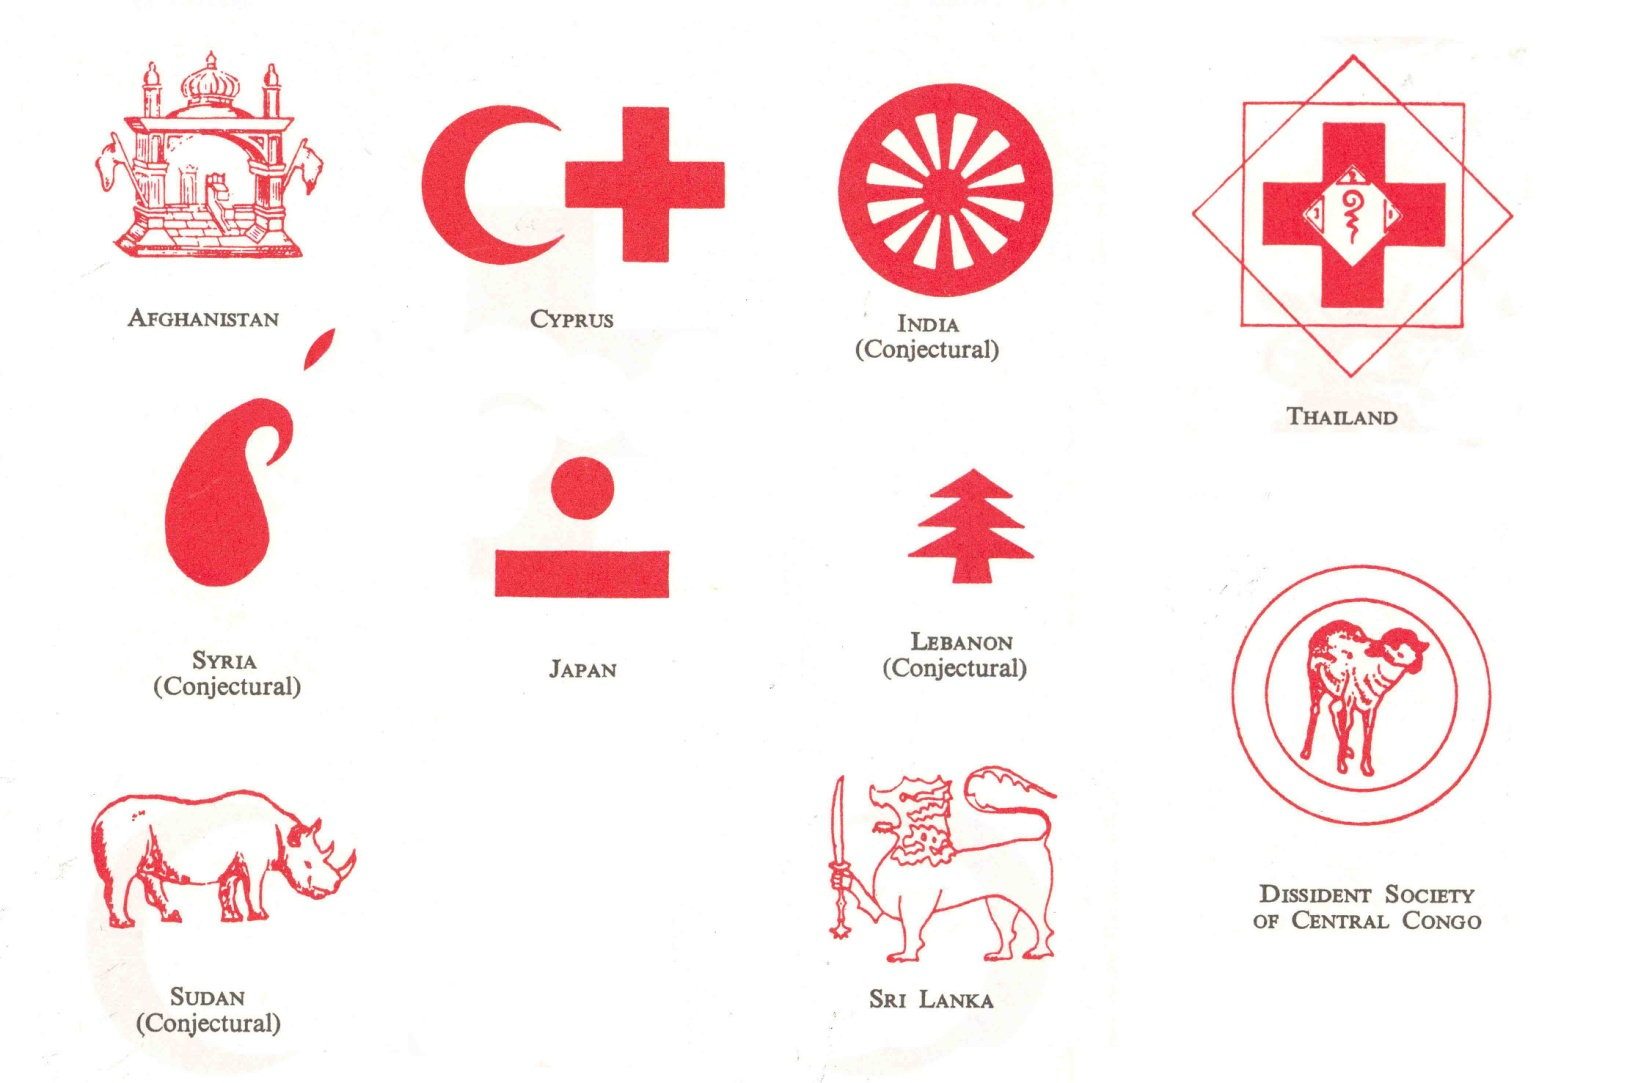 AFGHANISTAN
CYPRUS
INDIA
(Conjectural)
THAILAND
SYRIA
(Conjectural)
JAPAN
LEBANON
(Conjectural)
SUDAN
(Conjectural)
SRI LANKA
DISSIDENT SOCIETY
OF CENTRAL CONGO